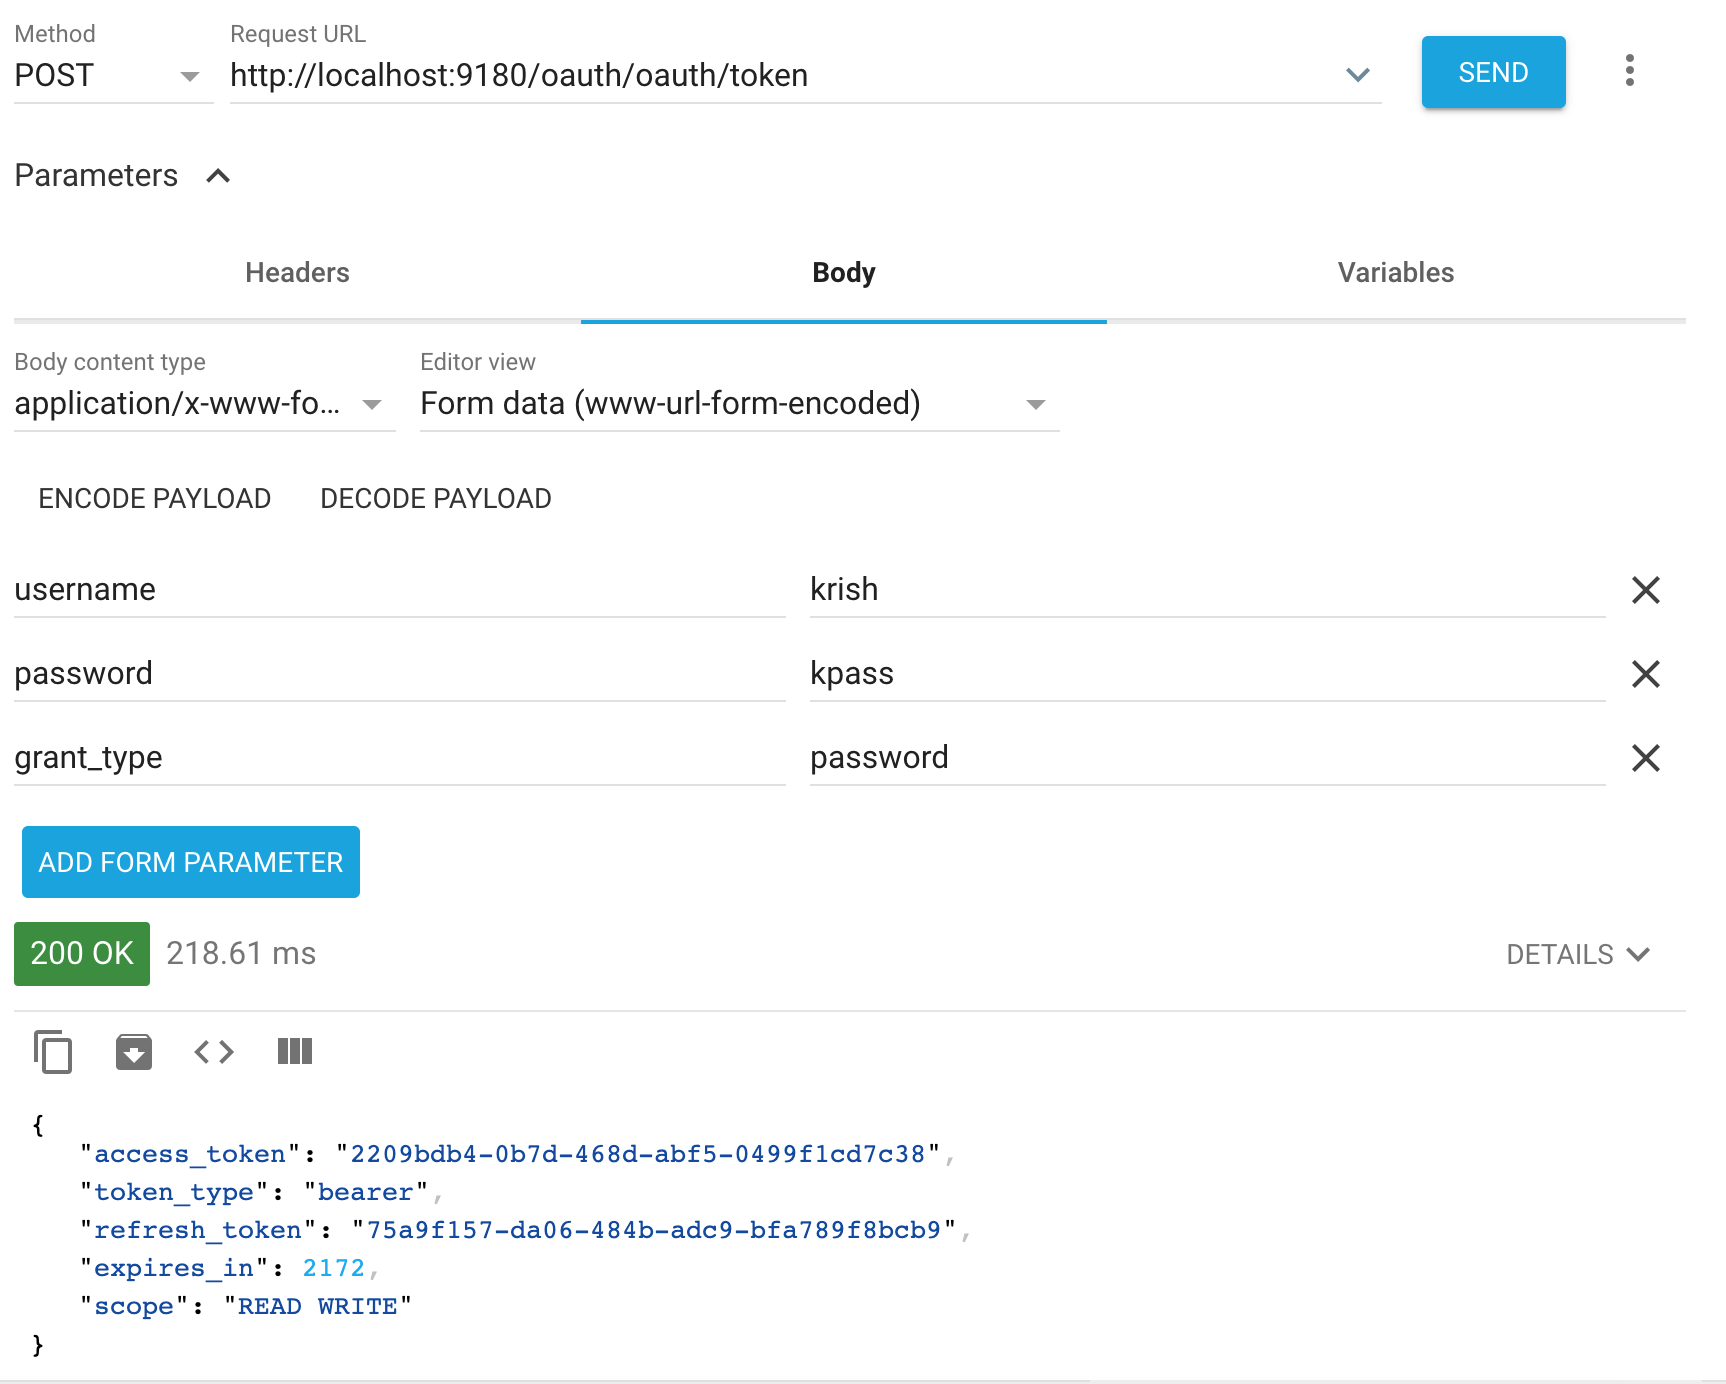 Method Request URL
POST http://localhost:9180/oauth/oauth/token SEND
Parameters
Headers Body Variables
Body content type Editor view
application/x-www-fo... Form data (www-url-form-encoded)
ENCODE PAYLOAD DECODE PAYLOAD
username krish
password kpass
grant_type password
ADD FORM PARAMETER
200 OK 218.61 ms DETAILS
{
"access_token": "2209bdb4-0b7d-468d-abf5-0499f1cd7c38",
"token_type": "bearer",
"refresh_token": "75a9f157-da06-484b-adc9-bfa789f8bcb9",
"expires_in": 2172,
"scope": "READ WRITE"
}